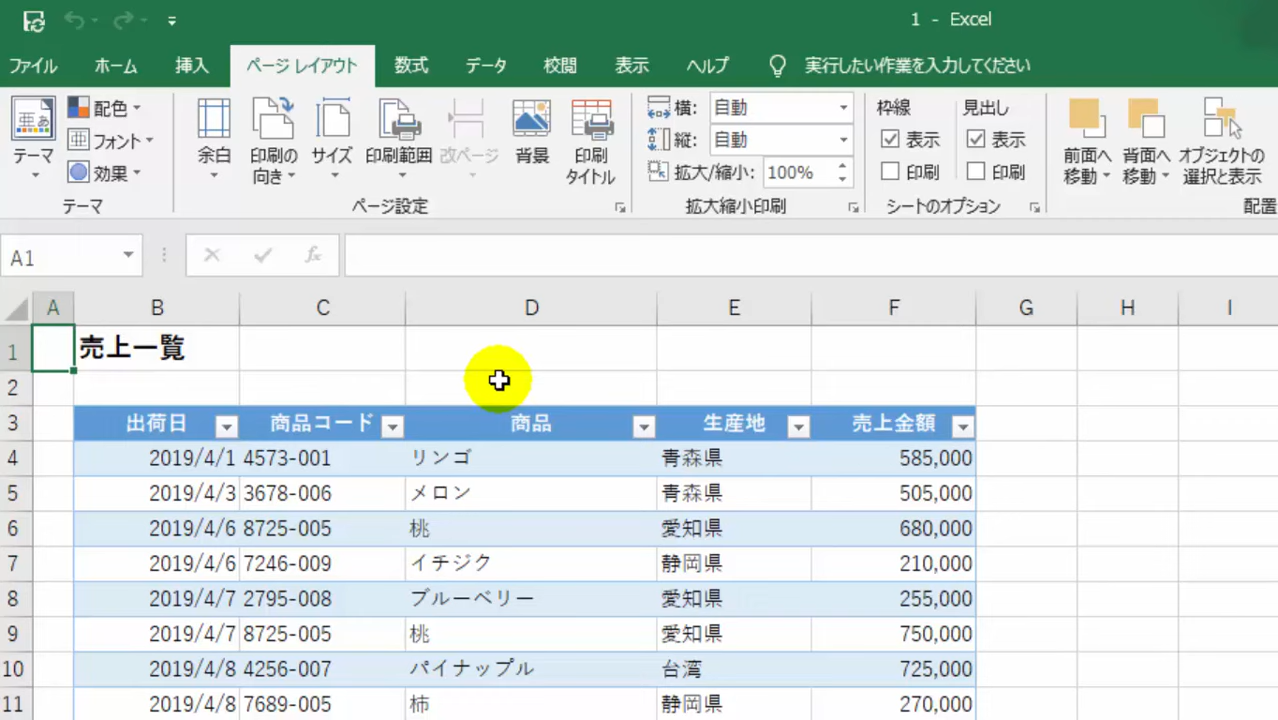 1 - Excel
ファイル ホーム 挿入 ページ レイアウト 数式 データ 校閲 表示 ヘルプ 実行したい作業を入力してください
テーマ
配色
フォント
効果
テーマ
余白
印刷の
向き
サイズ
印刷範囲
改ページ
背景
印刷
タイトル
ページ設定
横: 自動
縦: 自動
拡大/縮小: 100%
拡大縮小印刷
枠線 見出し
表示 表示
印刷 印刷
シートのオプション
前面へ
移動
背面へ
移動
オブジェクトの
選択と表示
配置
A1 fx
A B C D E F G H I
1 売上一覧
2
3 出荷日 商品コード 商品 生産地 売上金額
4 2019/4/1 4573-001 リンゴ 青森県 585,000
5 2019/4/3 3678-006 メロン 青森県 505,000
6 2019/4/6 8725-005 桃 愛知県 680,000
7 2019/4/6 7246-009 イチジク 静岡県 210,000
8 2019/4/7 2795-008 ブルーベリー 愛知県 255,000
9 2019/4/7 8725-005 桃 愛知県 750,000
10 2019/4/8 4256-007 パイナップル 台湾 725,000
11 2019/4/8 7689-005 柿 静岡県 270,000